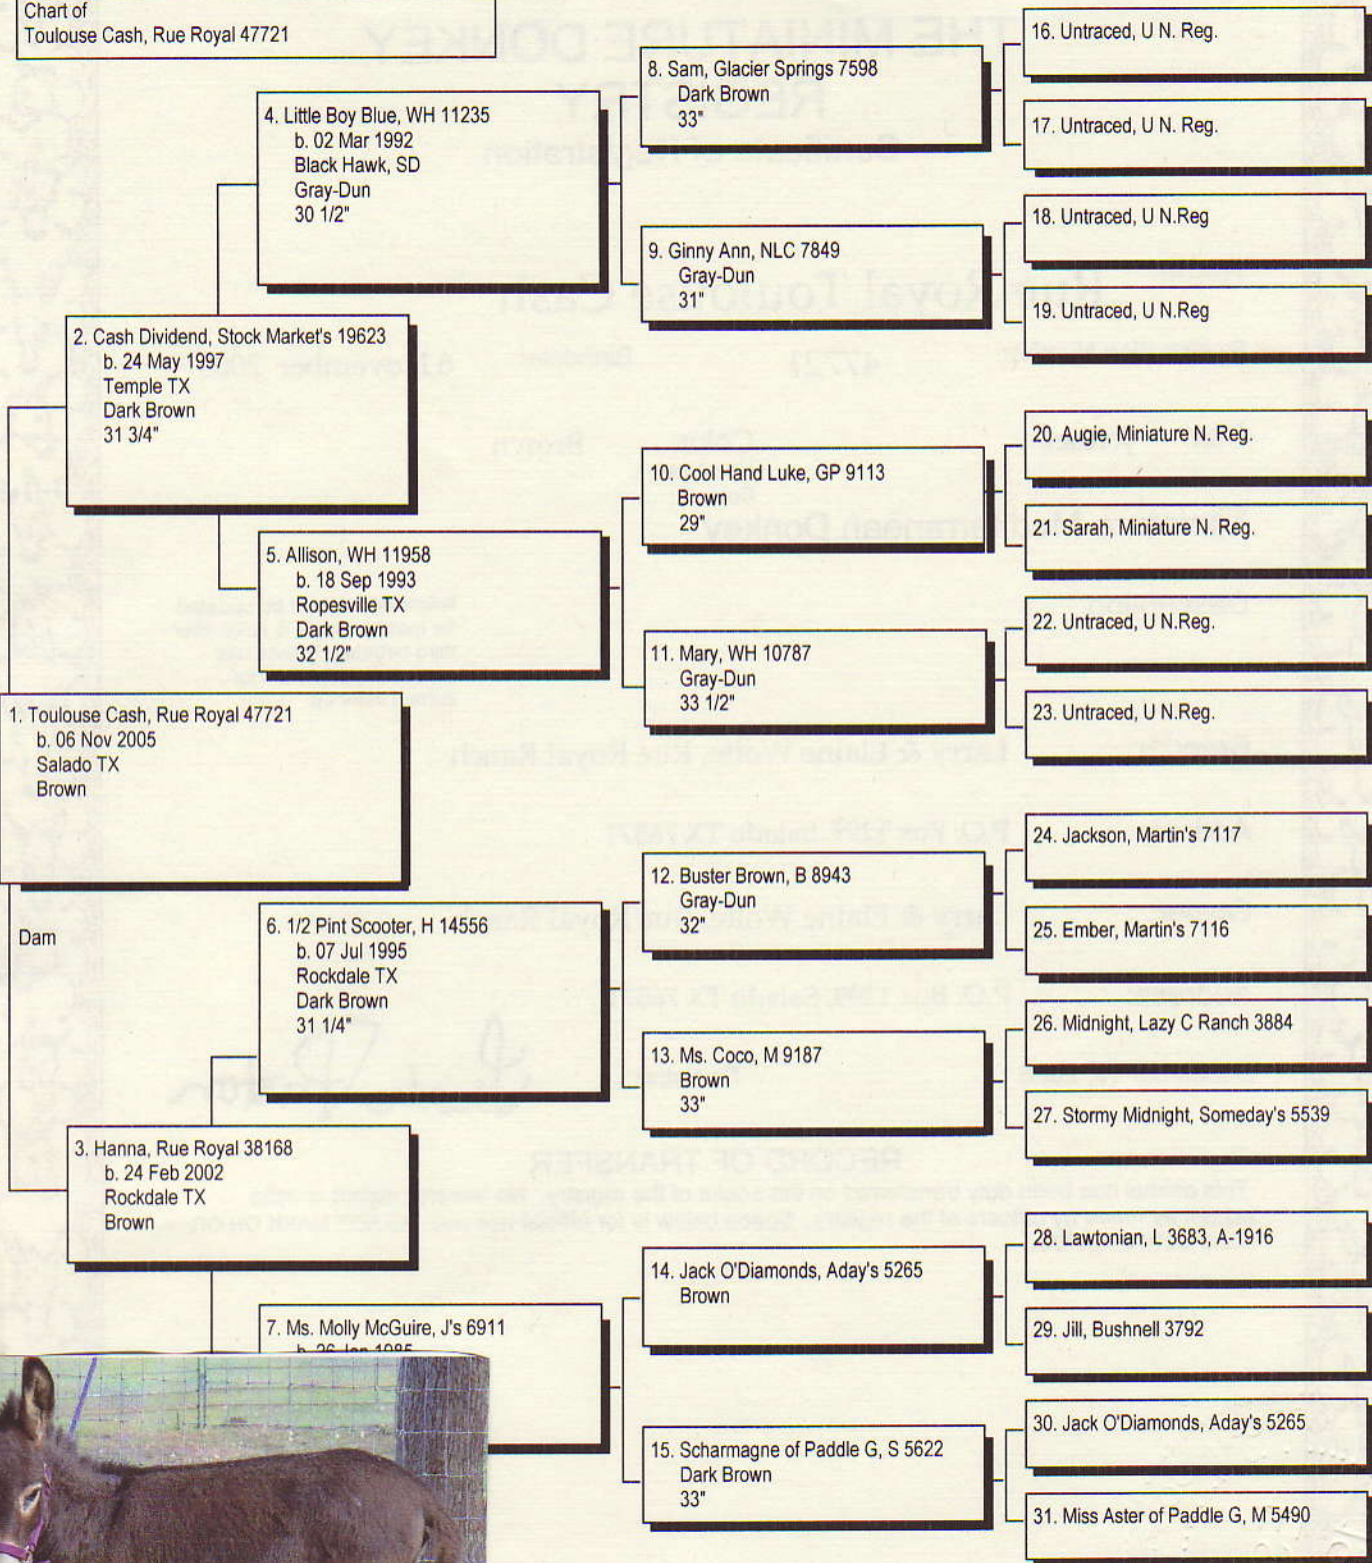 Chart of
Toulouse Cash, Rue Royal 47721
16. Untraced, U N. Reg.
8. Sam, Glacier Springs 7598
Dark Brown
33"
17. Untraced, U N. Reg.
4. Little Boy Blue, WH 11235
b. 02 Mar 1992
Black Hawk, SD
Gray-Dun
30 1/2"
18. Untraced, U N.Reg
9. Ginny Ann, NLC 7849
Gray-Dun
31"
19. Untraced, U N.Reg
2. Cash Dividend, Stock Market's 19623
b. 24 May 1997
Temple TX
Dark Brown
31 3/4"
20. Augie, Miniature N. Reg.
10. Cool Hand Luke, GP 9113
Brown
29"
21. Sarah, Miniature N. Reg.
5. Allison, WH 11958
b. 18 Sep 1993
Ropesville TX
Dark Brown
32 1/2"
22. Untraced, U N.Reg.
11. Mary, WH 10787
Gray-Dun
33 1/2"
23. Untraced, U N.Reg.
1. Toulouse Cash, Rue Royal 47721
b. 06 Nov 2005
Salado TX
Brown
24. Jackson, Martin's 7117
12. Buster Brown, B 8943
Gray-Dun
32"
25. Ember, Martin's 7116
Dam
6. 1/2 Pint Scooter, H 14556
b. 07 Jul 1995
Rockdale TX
Dark Brown
31 1/4"
26. Midnight, Lazy C Ranch 3884
13. Ms. Coco, M 9187
Brown
33"
27. Stormy Midnight, Someday's 5539
3. Hanna, Rue Royal 38168
b. 24 Feb 2002
Rockdale TX
Brown
28. Lawtonian, L 3683, A-1916
14. Jack O'Diamonds, Aday's 5265
Brown
29. Jill, Bushnell 3792
7. Ms. Molly McGuire, J's 6911
b. 26 Jan 1985
30. Jack O'Diamonds, Aday's 5265
15. Scharmagne of Paddle G, S 5622
Dark Brown
33"
31. Miss Aster of Paddle G, M 5490